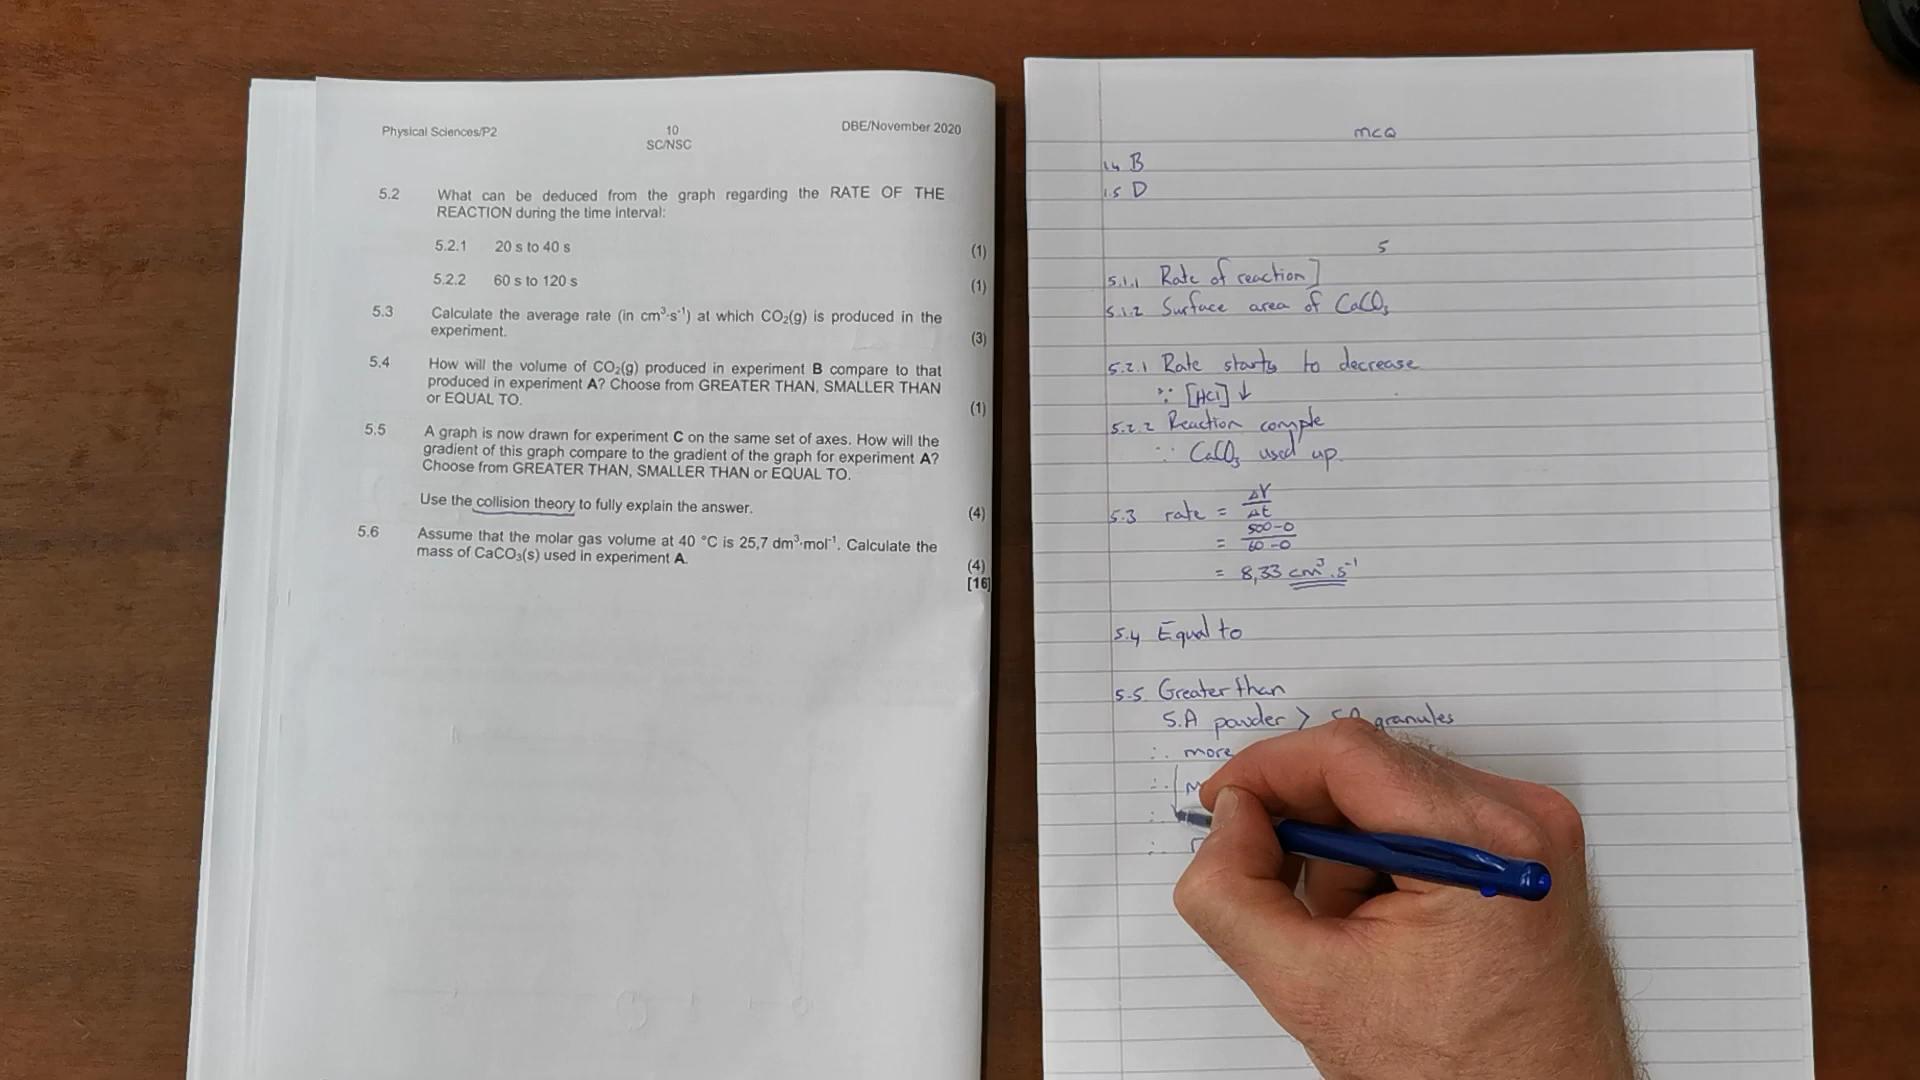 Physical Sciences/P2 10 DBE/November 2020
SC/NSC
5.2 What can be deduced from the graph regarding the RATE OF THE
REACTION during the time interval:
5.2.1 20 s to 40 s (1)
5.2.2 60 s to 120 s (1)
5.3 Calculate the average rate (in cm³·s⁻¹) at which CO₂(g) is produced in the
experiment. (3)
5.4 How will the volume of CO₂(g) produced in experiment B compare to that
produced in experiment A? Choose from GREATER THAN, SMALLER THAN
or EQUAL TO. (1)
5.5 A graph is now drawn for experiment C on the same set of axes. How will the
gradient of this graph compare to the gradient of the graph for experiment A?
Choose from GREATER THAN, SMALLER THAN or EQUAL TO.
Use the collision theory to fully explain the answer. (4)
5.6 Assume that the molar gas volume at 40 °C is 25,7 dm³·mol⁻¹. Calculate the
mass of CaCO₃(s) used in experiment A. (4)
[16]
MCQ
1.4 B
1.5 D
5
5.1.1 Rate of reaction]
5.1.2 Surface area of CaCO₃
5.2.1 Rate starts to decrease
∵ [HCl] ↓
5.2.2 Reaction comple
∵ CaCO₃ used up.
5.3 rate = ΔV
Δt
= 500-0
60-0
= 8,33 cm³.s⁻¹
5.4 Equal to
5.5 Greater than
S.A powder > granules
∴ more
∴
∴
∴